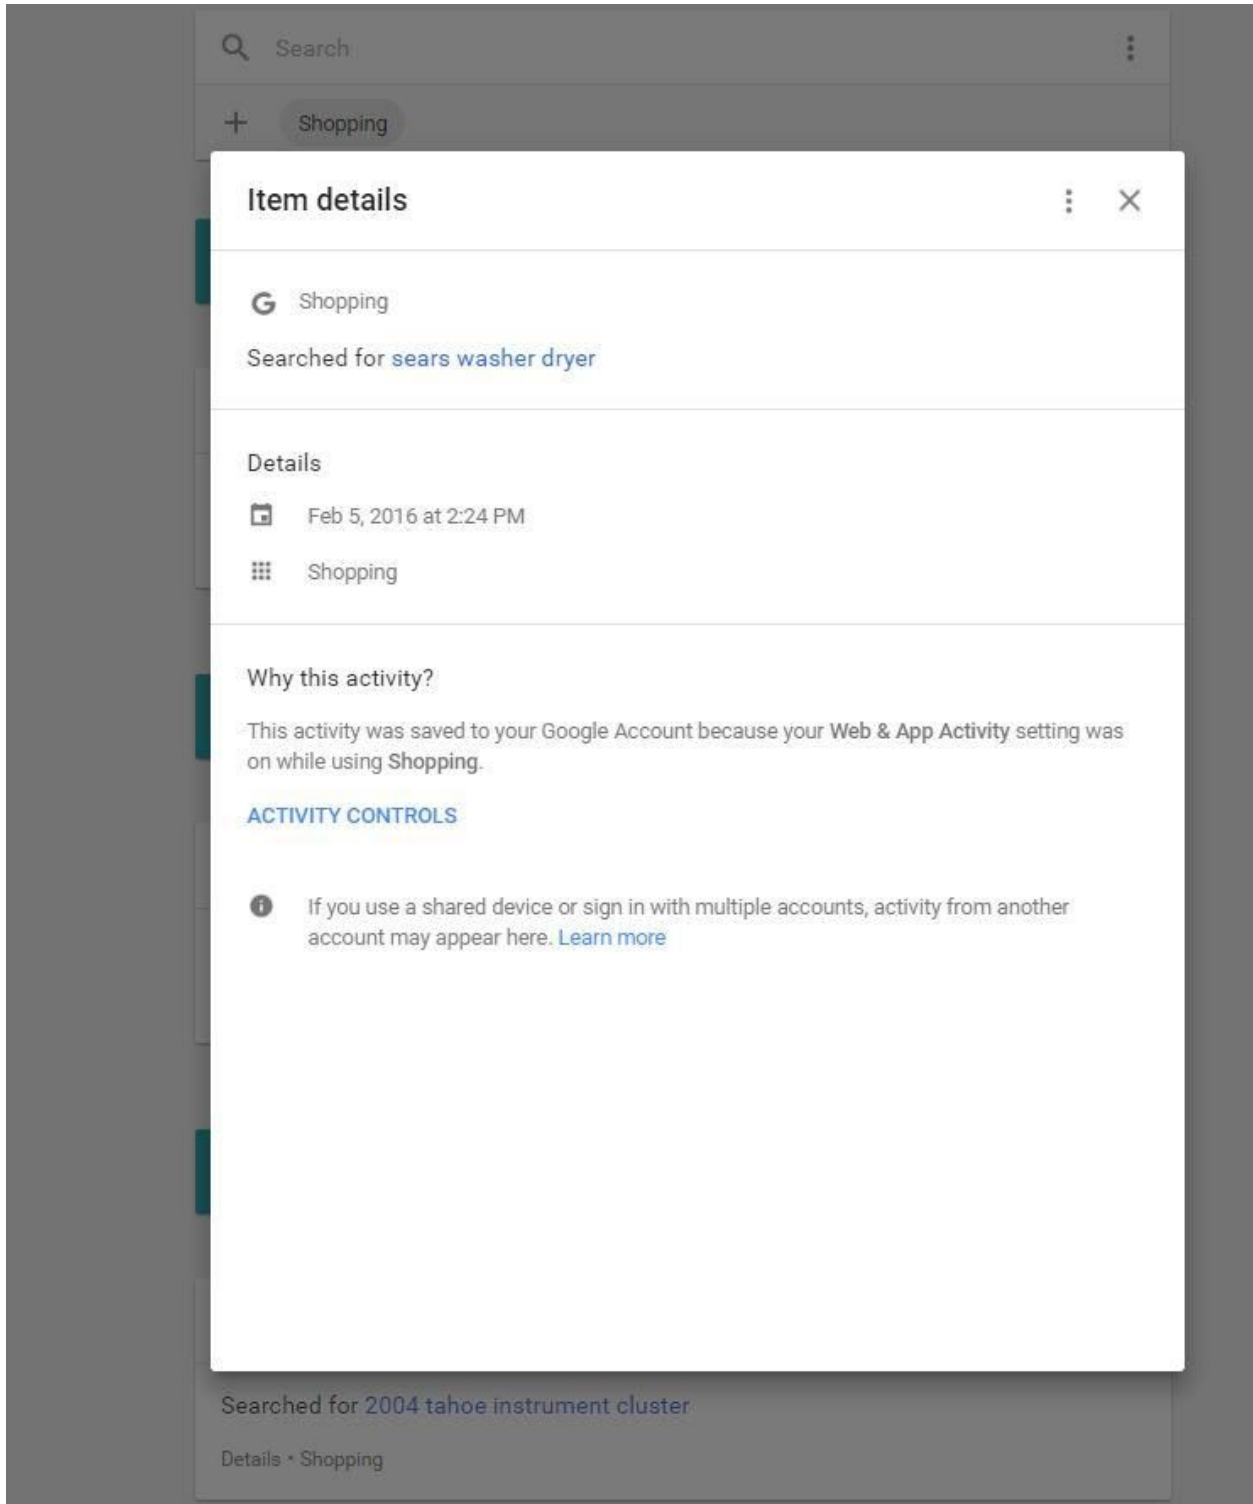 Search
Shopping
Item details
Shopping
Searched for sears washer dryer
Details
Feb 5, 2016 at 2:24 PM
Shopping
Why this activity?
This activity was saved to your Google Account because your Web & App Activity setting was
on while using Shopping.
ACTIVITY CONTROLS
If you use a shared device or sign in with multiple accounts, activity from another
account may appear here. Learn more
Searched for 2004 tahoe instrument cluster
Details • Shopping